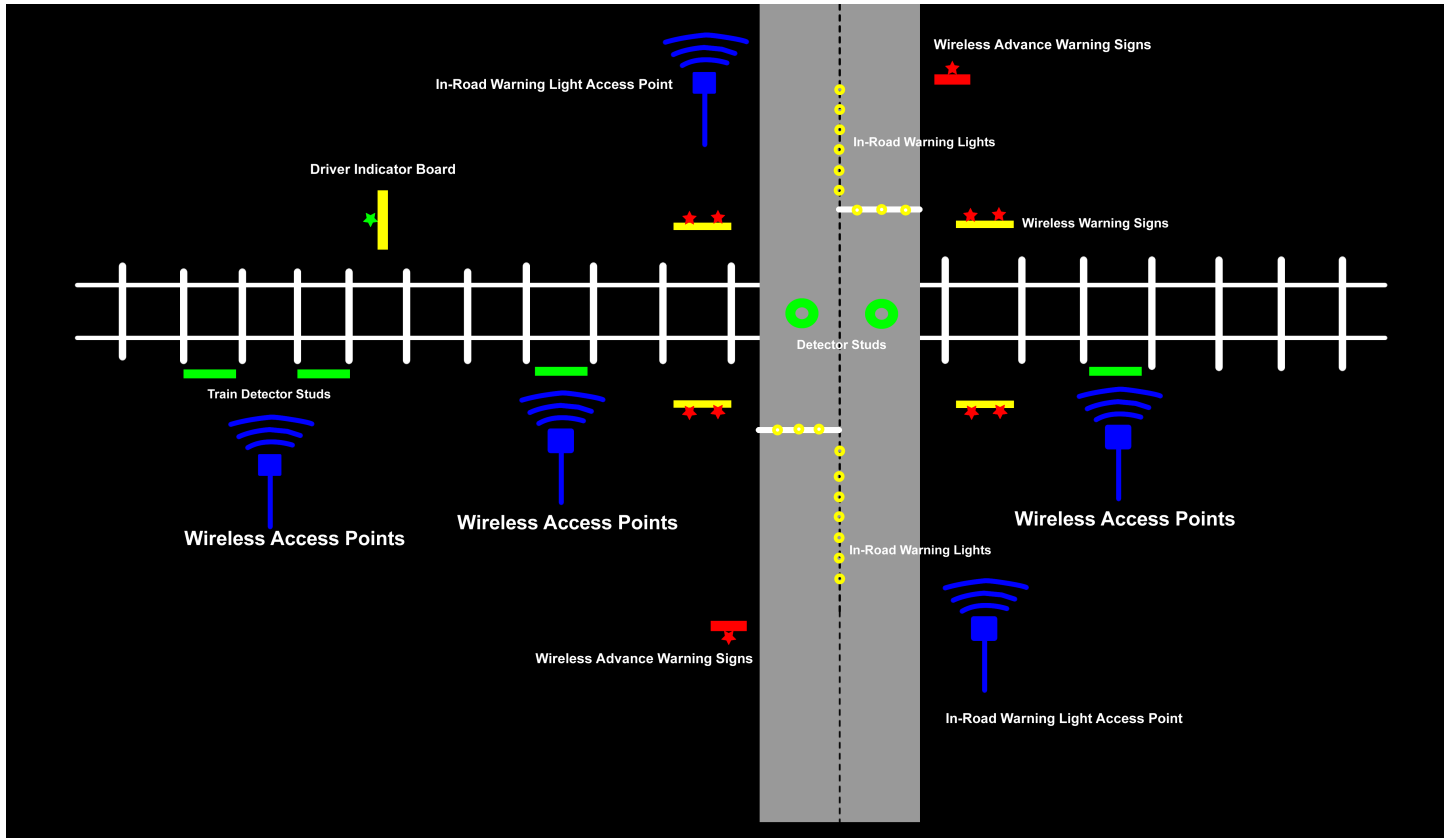 Wireless Advance Warning Signs
In-Road Warning Light Access Point
In-Road Warning Lights
Driver Indicator Board
Wireless Warning Signs
Detector Studs
Train Detector Studs
Wireless Access Points
Wireless Access Points
Wireless Access Points
In-Road Warning Lights
Wireless Advance Warning Signs
In-Road Warning Light Access Point